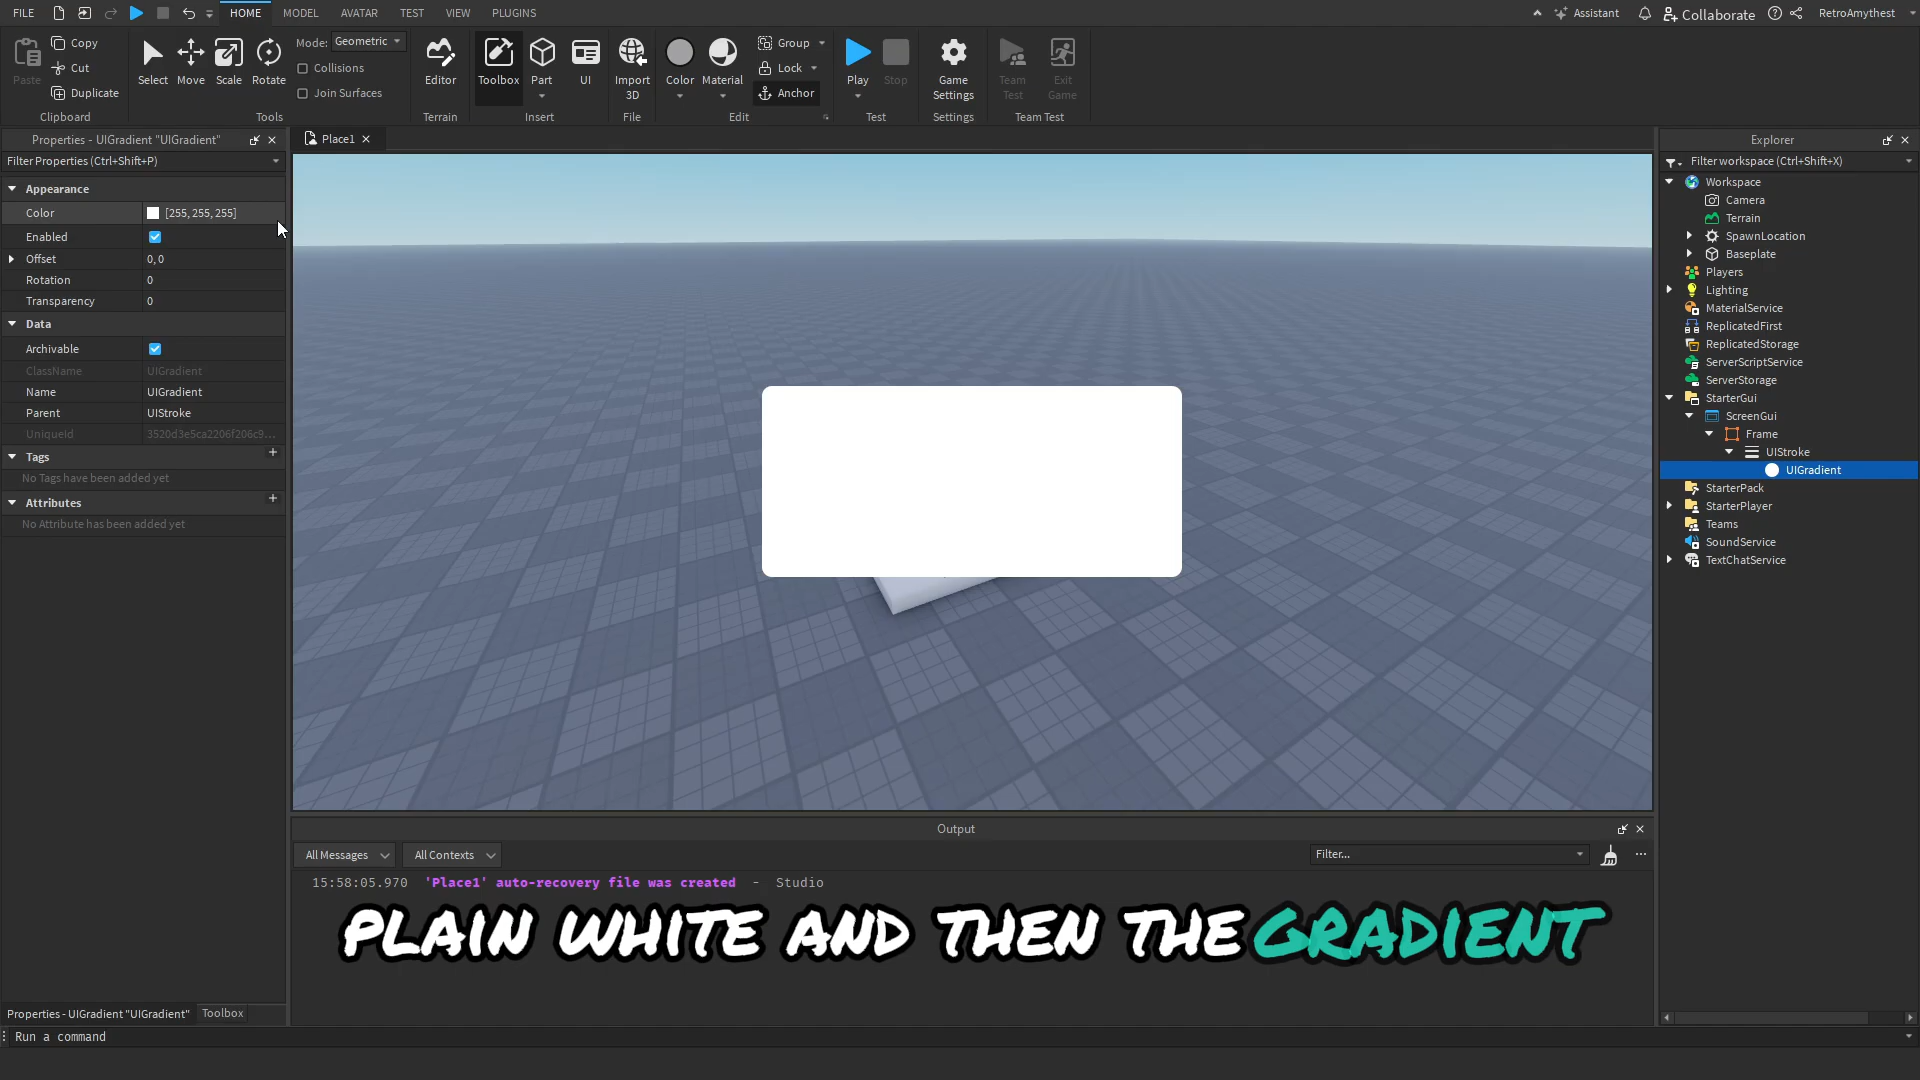 FILE HOME MODEL AVATAR TEST VIEW PLUGINS Assistant Collaborate RetroAmythest
Paste Copy Cut Duplicate Clipboard
Select Move Scale Rotate Mode: Geometric Collisions Join Surfaces Tools
Editor Terrain
Toolbox Part UI Insert
Import 3D File
Color Material Group Lock Anchor Edit
Play Stop Test
Game Settings Settings
Team Test Exit Game Team Test
Properties - UIGradient "UIGradient"
Filter Properties (Ctrl+Shift+P)
Appearance
Color [255, 255, 255]
Enabled
Offset 0, 0
Rotation 0
Transparency 0
Data
Archivable
ClassName UIGradient
Name UIGradient
Parent UIStroke
UniqueId 3520d3e5ca2206f206c9...
Tags
No Tags have been added yet
Attributes
No Attribute has been added yet
Properties - UIGradient "UIGradient" Toolbox
Place1
Explorer
Filter workspace (Ctrl+Shift+X)
Workspace
Camera
Terrain
SpawnLocation
Baseplate
Players
Lighting
MaterialService
ReplicatedFirst
ReplicatedStorage
ServerScriptService
ServerStorage
StarterGui
ScreenGui
Frame
UIStroke
UIGradient
StarterPack
StarterPlayer
Teams
SoundService
TextChatService
Output
All Messages All Contexts Filter...
15:58:05.970 'Place1' auto-recovery file was created - Studio
PLAIN WHITE AND THEN THE GRADIENT
Run a command